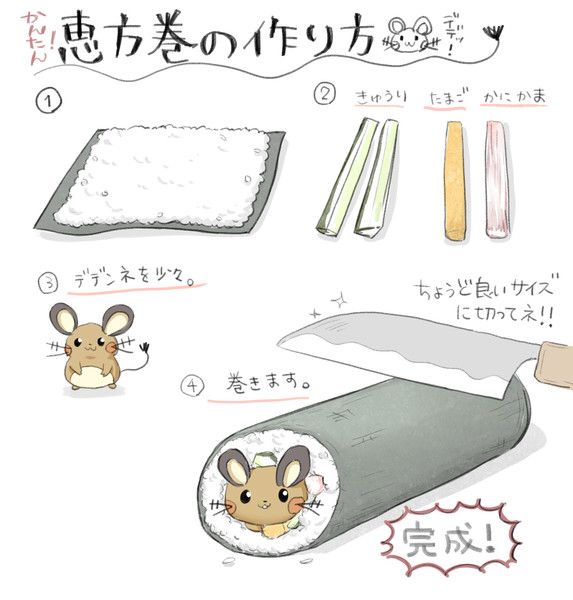 かんたん!
恵方巻の作り方
デデッ!
①
② きゅうり たまご かにかま
③ デデンネを少々。
ちょうど良いサイズ
に切ってネ!!
④ 巻きます。
完成!